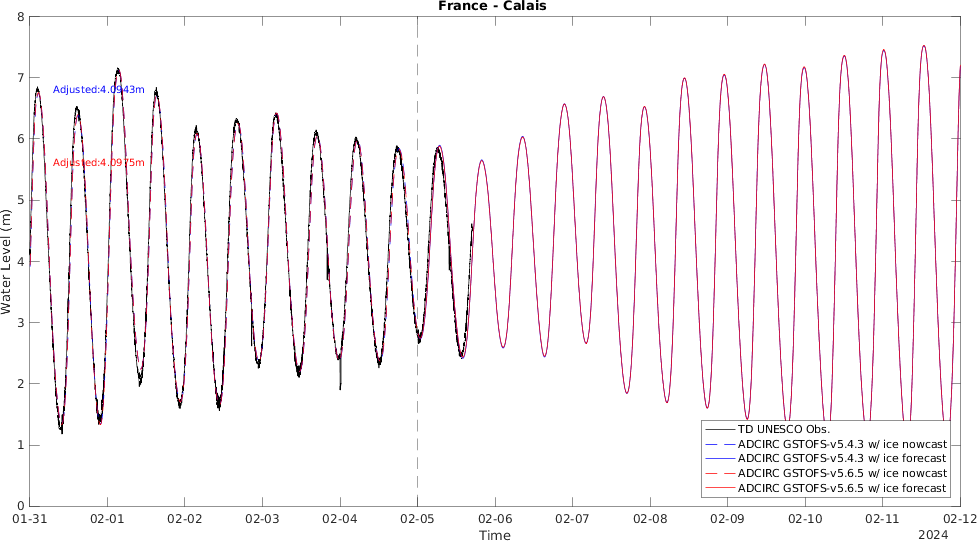 France - Calais
8
7
6
5
4
3
2
1
0
Water Level (m)
Adjusted:4.0943m
Adjusted:4.0975m
TD UNESCO Obs.
ADCIRC GSTOFS-v5.4.3 w/ ice nowcast
ADCIRC GSTOFS-v5.4.3 w/ ice forecast
ADCIRC GSTOFS-v5.6.5 w/ ice nowcast
ADCIRC GSTOFS-v5.6.5 w/ ice forecast
01-31 02-01 02-02 02-03 02-04 02-05 02-06 02-07 02-08 02-09 02-10 02-11 02-12
Time
2024